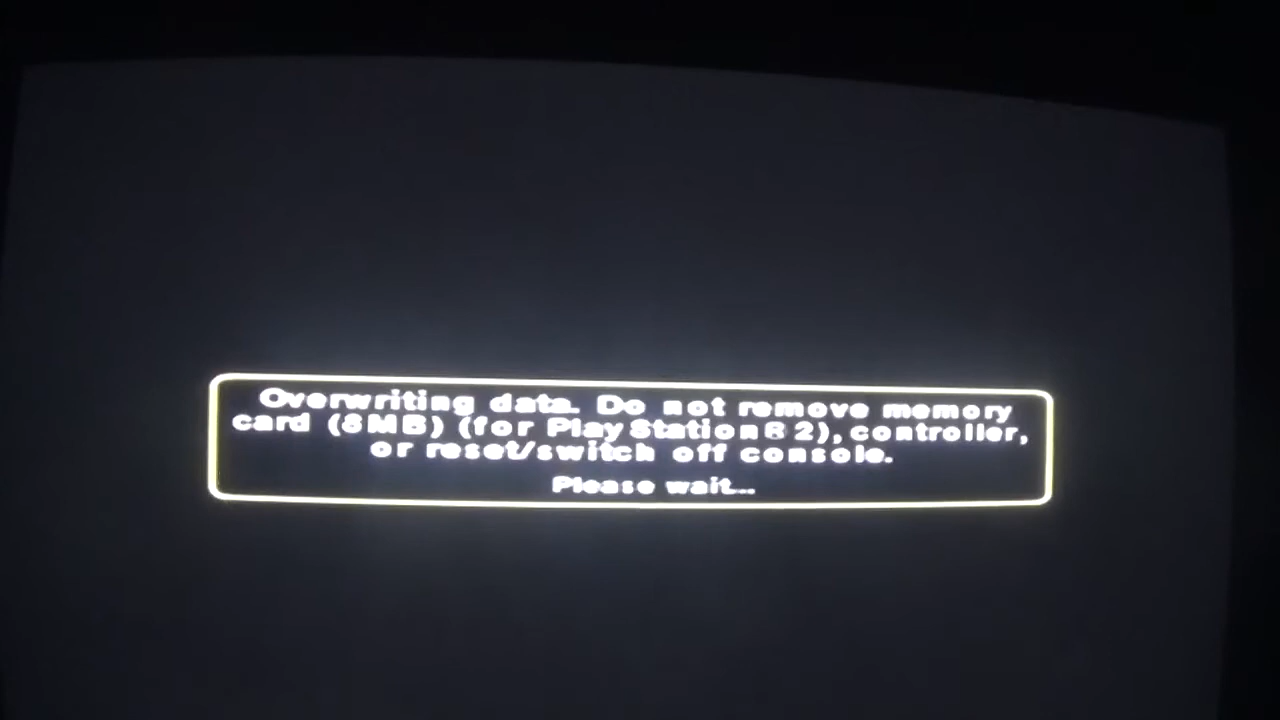 Overwriting data. Do not remove memory
card (8MB) (for PlayStation® 2), controller,
or reset/switch off console.
Please wait...